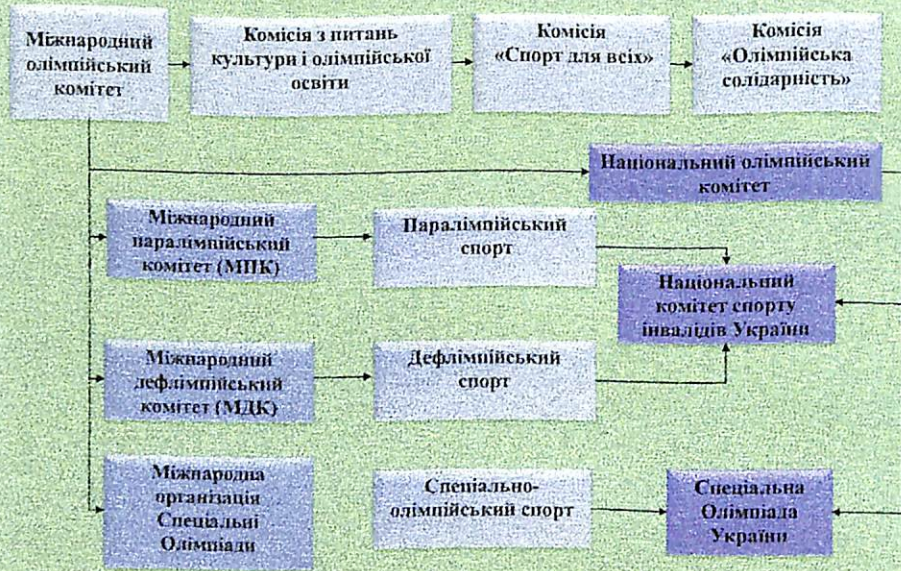 Міжнародний
олімпійський
комітет
Комісія з питань
культури і олімпійської
освіти
Комісія
«Спорт для всіх»
Комісія
«Олімпійська
солідарність»
Національний олімпійський
комітет
Міжнародний
паралімпійський
комітет (МПК)
Паралімпійський
спорт
Національний
комітет спорту
інвалідів України
Міжнародний
дефлімпійський
комітет (МДК)
Дефлімпійський
спорт
Міжнародна
організація
Спеціальні
Олімпіади
Спеціально-
олімпійський спорт
Спеціальна
Олімпіада
України